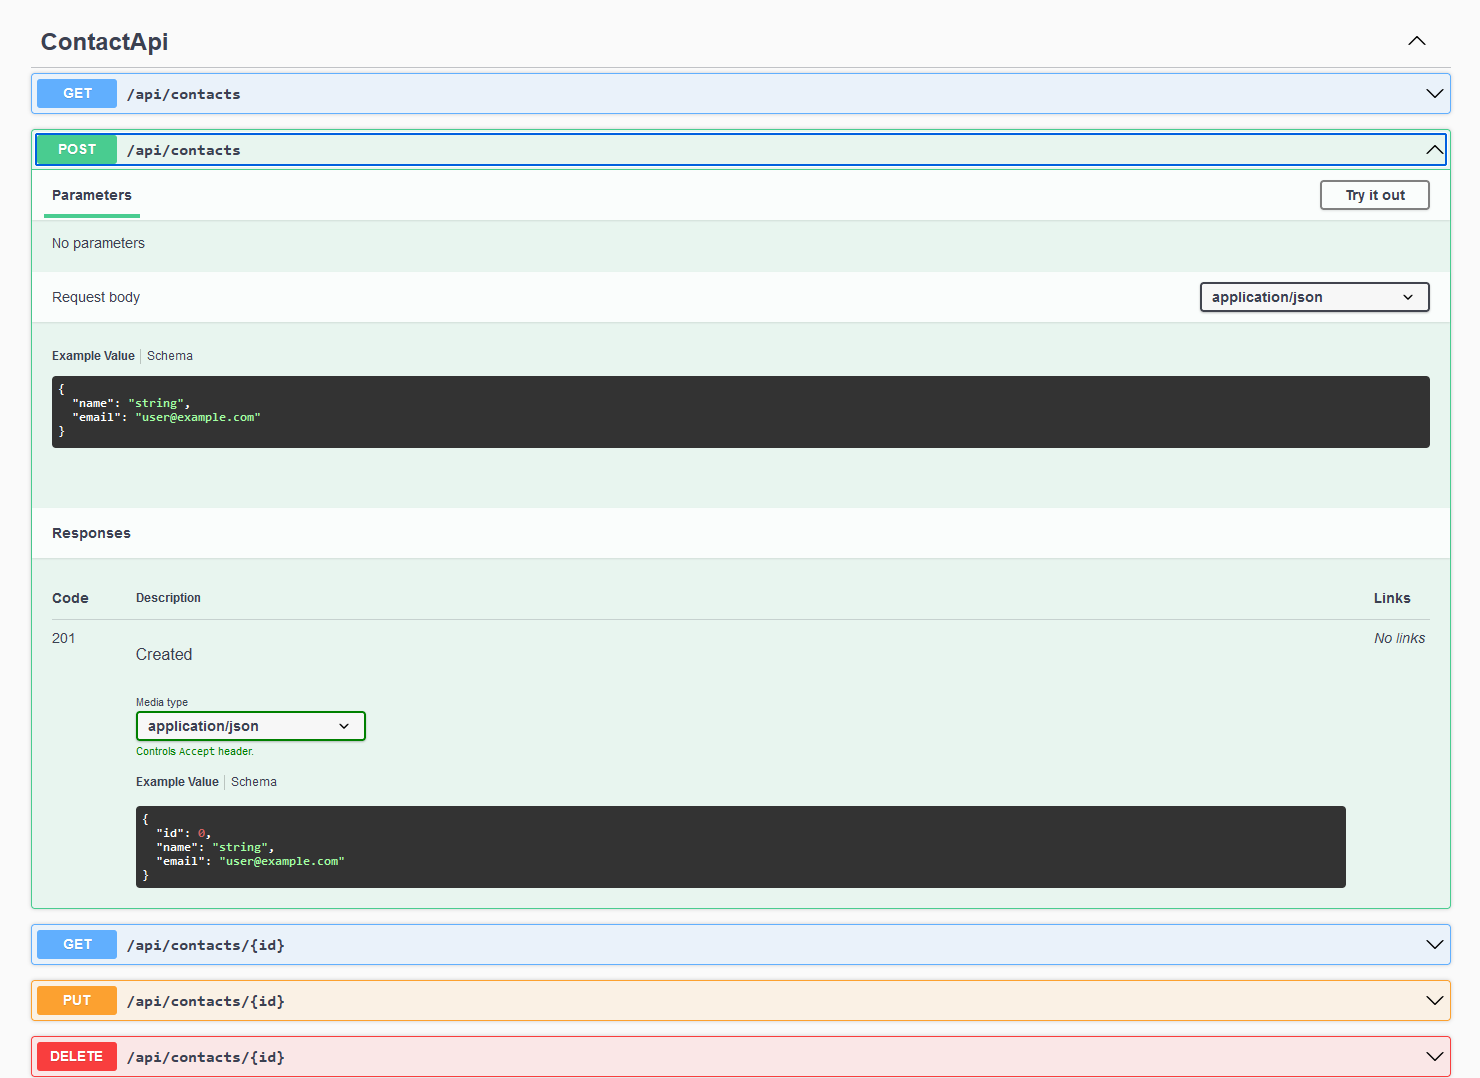 ContactApi
GET /api/contacts
POST /api/contacts
Parameters Try it out
No parameters
Request body application/json
Example Value Schema
{
  "name": "string",
  "email": "user@example.com"
}
Responses
Code Description Links
201 No links
Created
Media type
application/json
Controls Accept header.
Example Value Schema
{
  "id": 0,
  "name": "string",
  "email": "user@example.com"
}
GET /api/contacts/{id}
PUT /api/contacts/{id}
DELETE /api/contacts/{id}